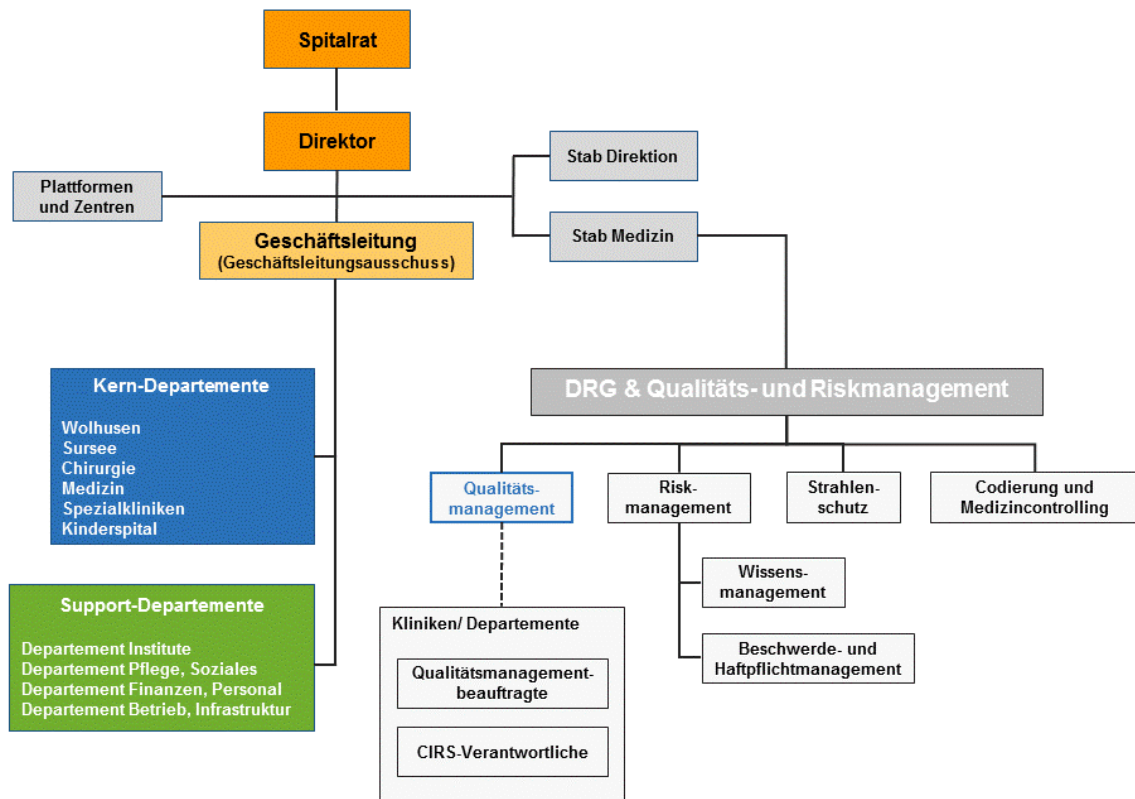 Spitalrat
Direktor
Stab Direktion
Plattformen
und Zentren
Stab Medizin
Geschäftsleitung
(Geschäftsleitungsausschuss)
Kern-Departemente
Wolhusen
Sursee
Chirurgie
Medizin
Spezialkliniken
Kinderspital
DRG & Qualitäts- und Riskmanagement
Qualitäts-
management
Risk-
management
Strahlen-
schutz
Codierung und
Medizincontrolling
Wissens-
management
Beschwerde- und
Haftpflichtmanagement
Support-Departemente
Departement Institute
Departement Pflege, Soziales
Departement Finanzen, Personal
Departement Betrieb, Infrastruktur
Kliniken/ Departemente
Qualitätsmanagement-
beauftragte
CIRS-Verantwortliche